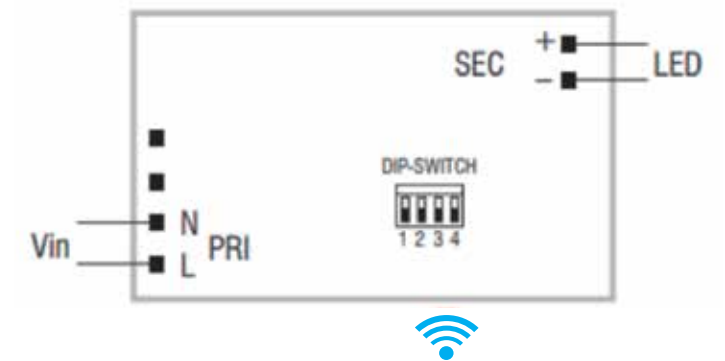 +
SEC
LED
−
DIP-SWITCH
1 2 3 4
N
Vin
PRI
L